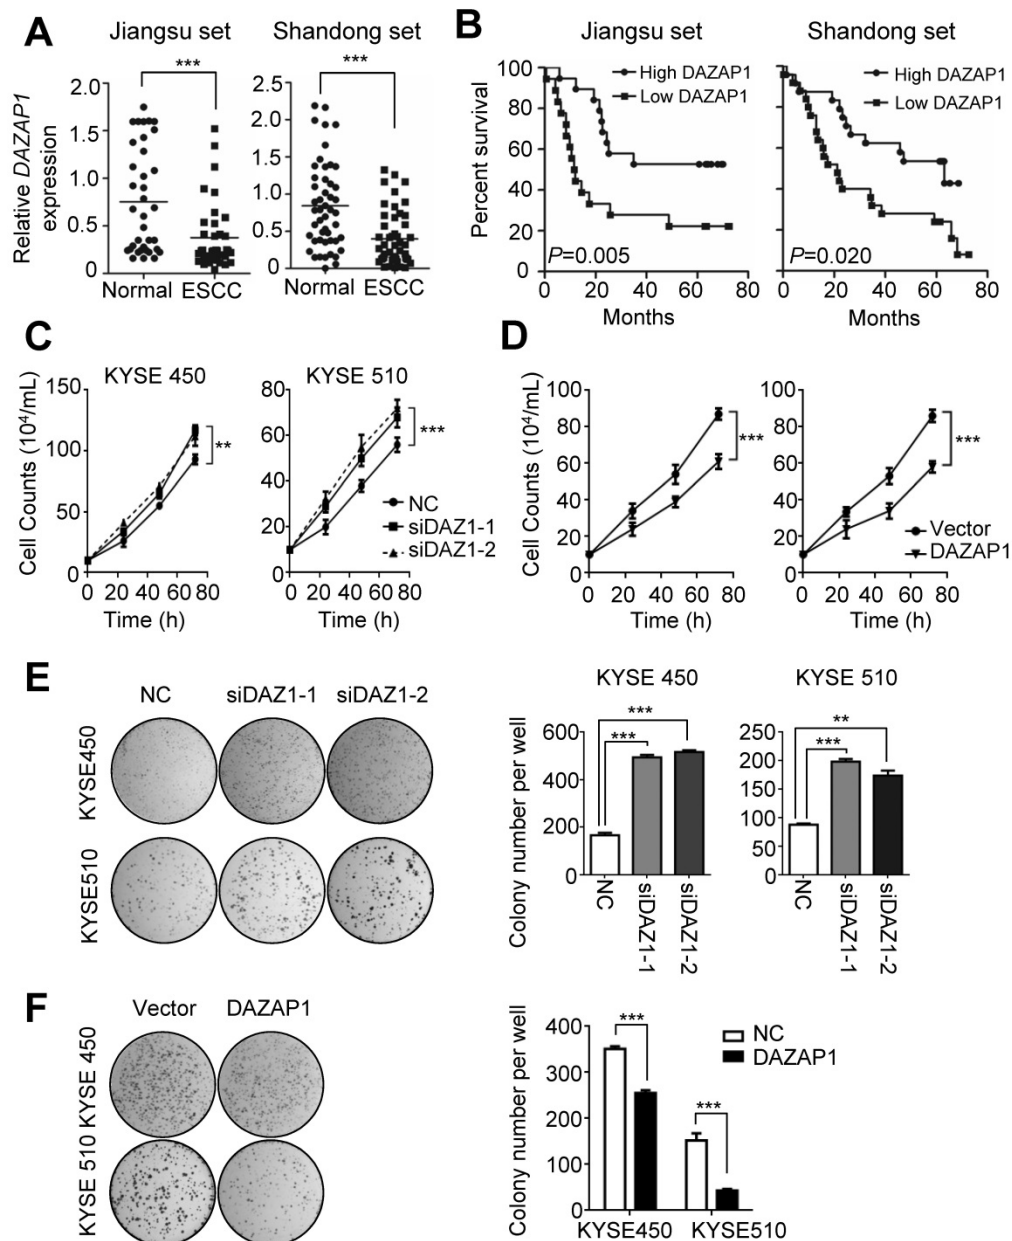 A
Jiangsu set
Shandong set
Relative DAZAP1
expression
2.0
1.5
1.0
0.5
0
***
Normal ESCC
2.5
2.0
1.5
1.0
0.5
0
***
Normal ESCC
B
Jiangsu set
Shandong set
Percent survival
100
80
60
40
20
0
High DAZAP1
Low DAZAP1
P=0.005
0 20 40 60 80
Months
High DAZAP1
Low DAZAP1
P=0.020
0 20 40 60 80
Months
C
KYSE 450
Cell Counts (10⁴/mL)
150
100
50
0
**
0 20 40 60 80
Time (h)
KYSE 510
80
60
40
20
0
***
NC
siDAZ1-1
siDAZ1-2
0 20 40 60 80
Time (h)
D
Cell Counts (10⁴/mL)
100
80
60
40
20
0
***
0 20 40 60 80
Time (h)
100
80
60
40
20
0
***
Vector
DAZAP1
0 20 40 60 80
Time (h)
E
NC siDAZ1-1 siDAZ1-2
KYSE450
KYSE510
KYSE 450
Colony number per well
600
400
200
0
***
***
NC
siDAZ1-1
siDAZ1-2
KYSE 510
250
200
150
100
50
0
**
***
NC
siDAZ1-1
siDAZ1-2
F
Vector DAZAP1
KYSE 450
KYSE 510
Colony number per well
400
300
200
100
0
***
***
NC
DAZAP1
KYSE450 KYSE510